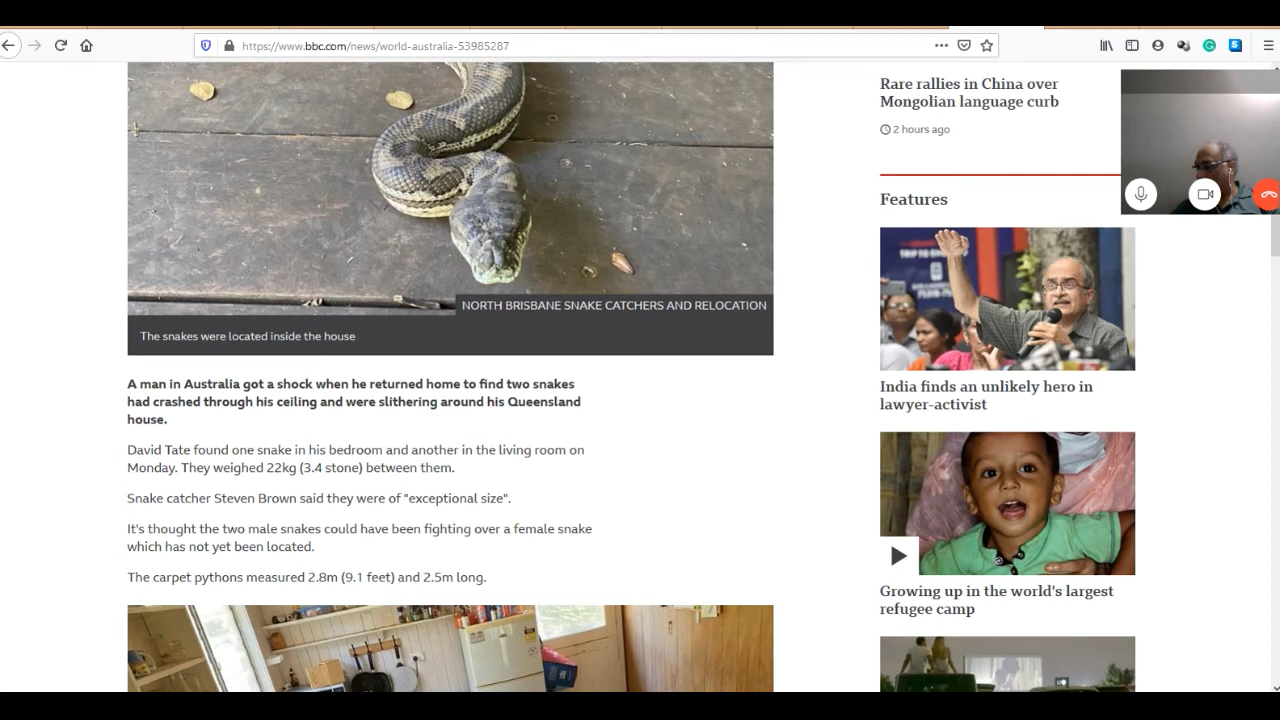 https://www.bbc.com/news/world-australia-53985287
NORTH BRISBANE SNAKE CATCHERS AND RELOCATION
The snakes were located inside the house
A man in Australia got a shock when he returned home to find two snakes
had crashed through his ceiling and were slithering around his Queensland
house.
David Tate found one snake in his bedroom and another in the living room on
Monday. They weighed 22kg (3.4 stone) between them.
Snake catcher Steven Brown said they were of "exceptional size".
It's thought the two male snakes could have been fighting over a female snake
which has not yet been located.
The carpet pythons measured 2.8m (9.1 feet) and 2.5m long.
Rare rallies in China over
Mongolian language curb
2 hours ago
Features
India finds an unlikely hero in
lawyer-activist
Growing up in the world's largest
refugee camp